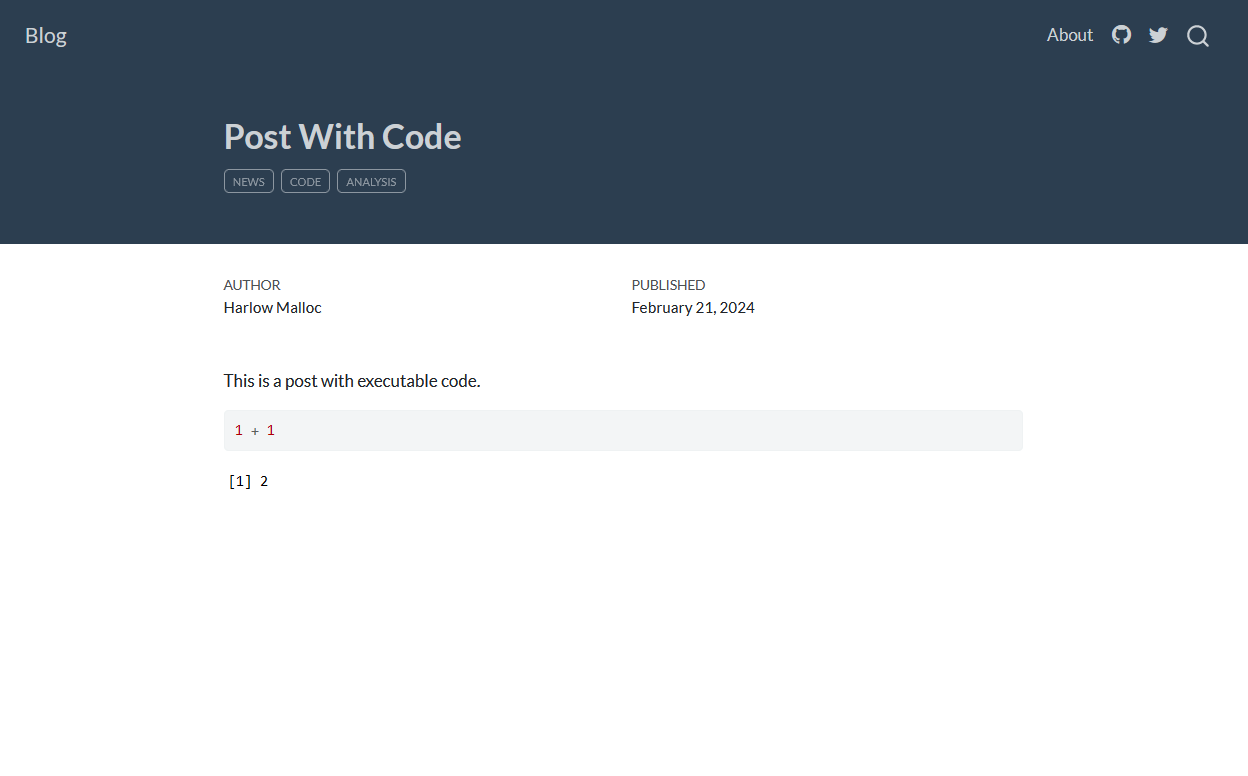 Blog About
Post With Code
NEWS CODE ANALYSIS
AUTHOR PUBLISHED
Harlow Malloc February 21, 2024
This is a post with executable code.
1 + 1
[1] 2